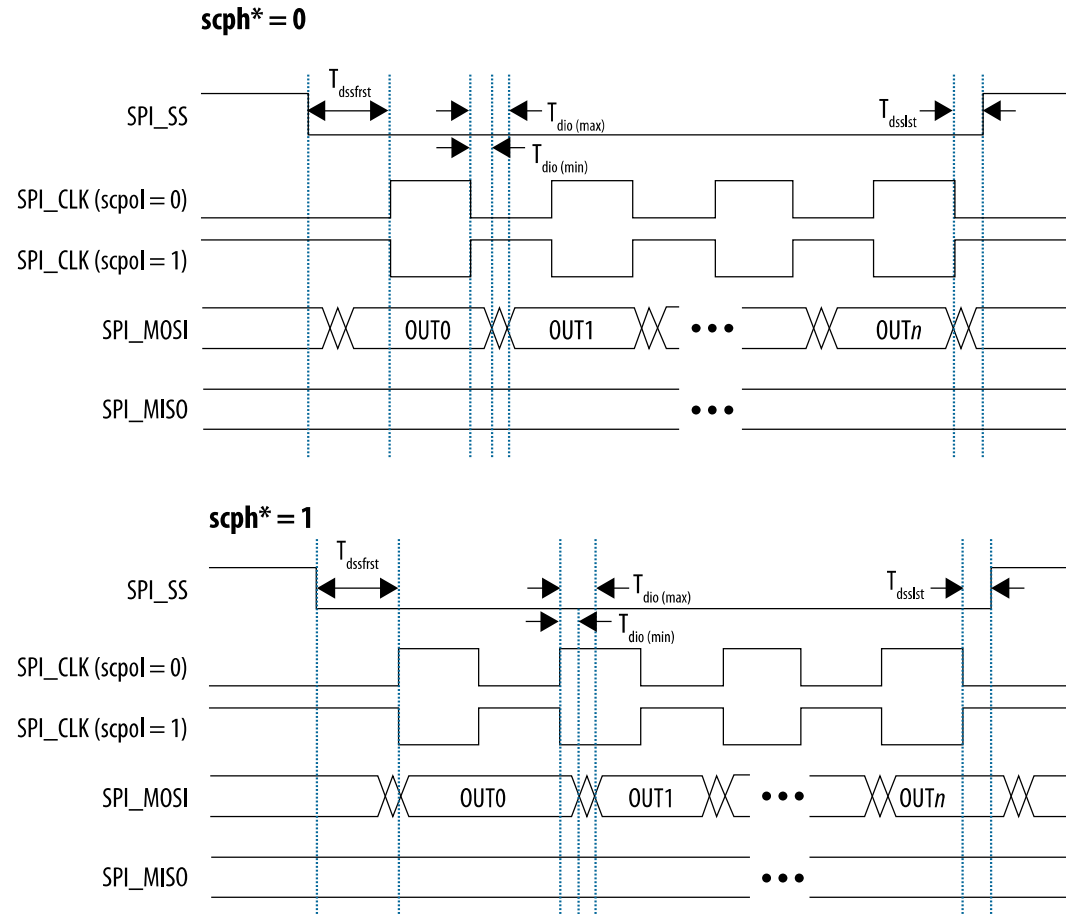 scph* = 0
T dssfrst
SPI_SS
T dio (max)
T dsslst
T dio (min)
SPI_CLK (scpol = 0)
SPI_CLK (scpol = 1)
SPI_MOSI OUT0 OUT1 ••• OUTn
SPI_MISO •••
scph* = 1
T dssfrst
SPI_SS
T dio (max)
T dsslst
T dio (min)
SPI_CLK (scpol = 0)
SPI_CLK (scpol = 1)
SPI_MOSI OUT0 OUT1 ••• OUTn
SPI_MISO •••